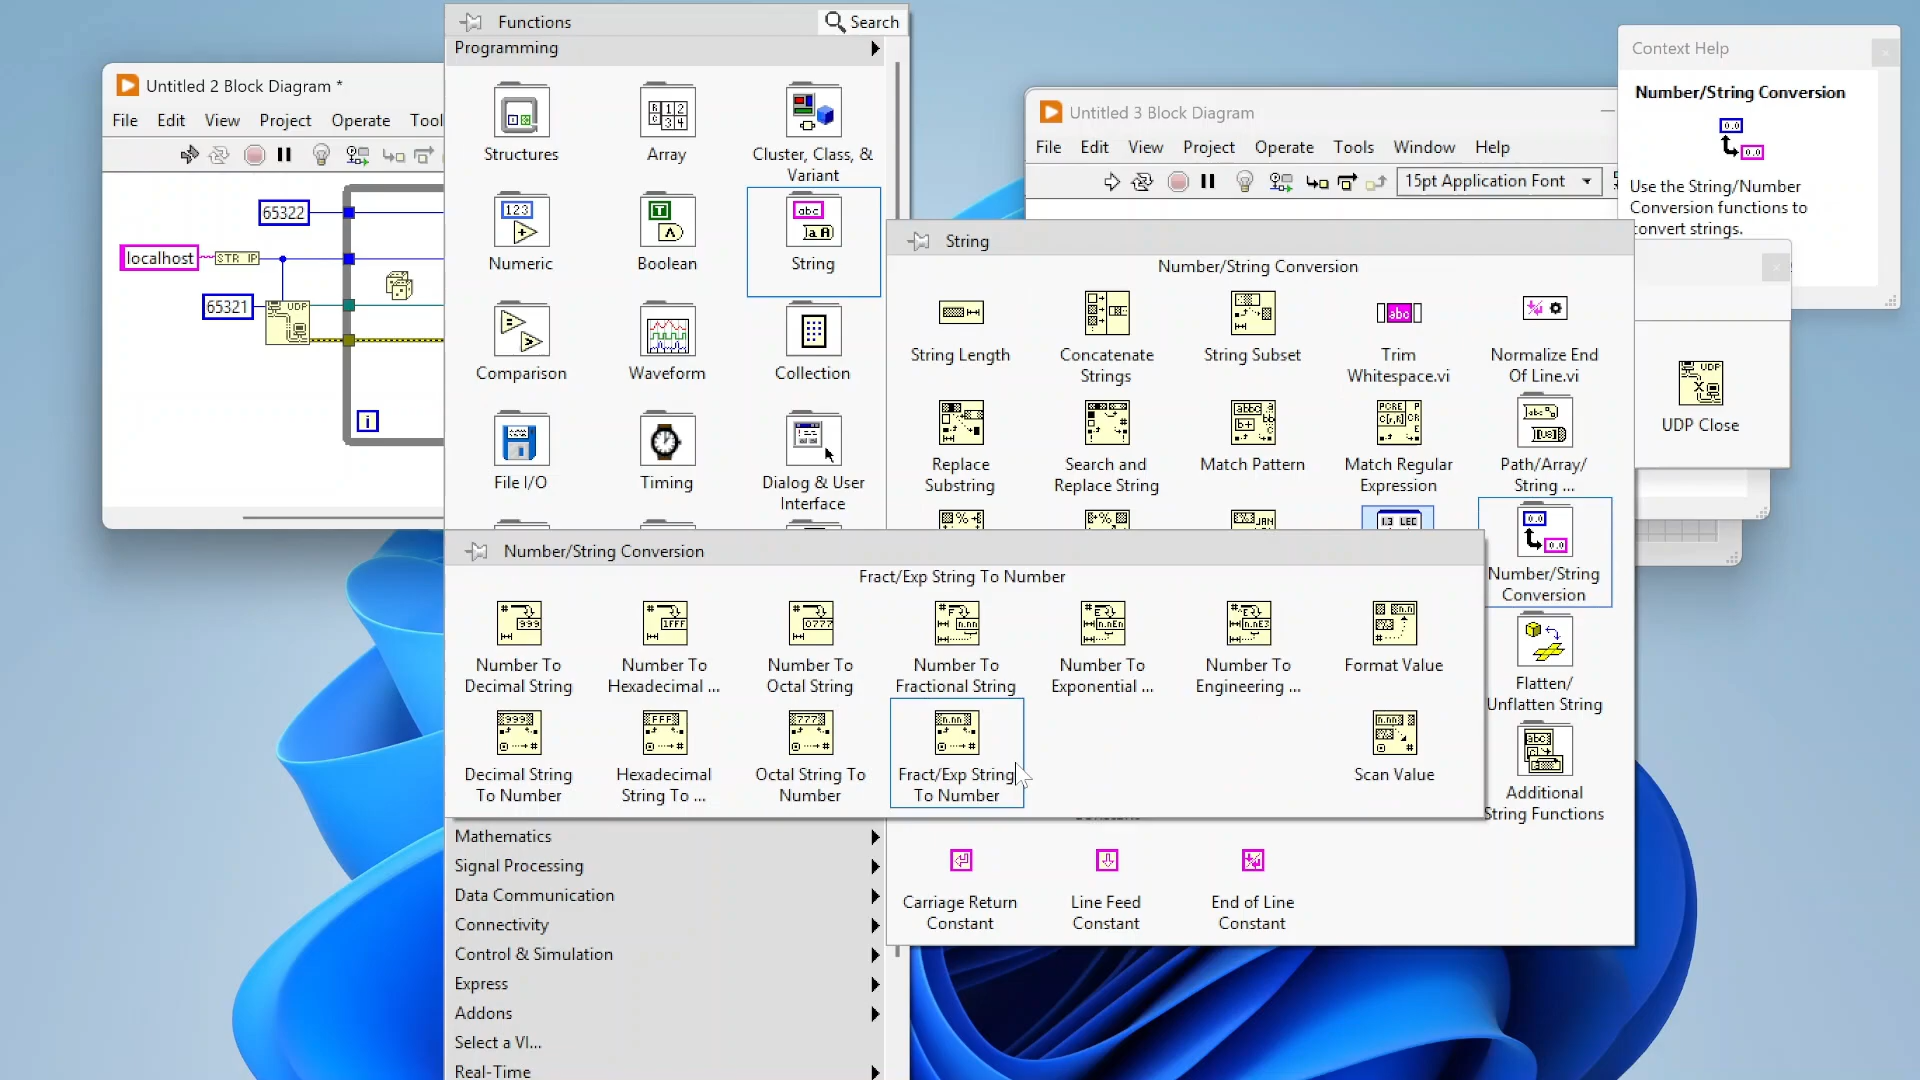 Functions
Search
Programming
Structures
Array
Cluster, Class, &
Variant
Numeric
Boolean
String
Comparison
Waveform
Collection
File I/O
Timing
Dialog & User
Interface
Mathematics
Signal Processing
Data Communication
Connectivity
Control & Simulation
Express
Addons
Select a VI...
Real-Time
Untitled 2 Block Diagram *
File Edit View Project Operate Tool
65322
localhost
STR IP
65321
UDP
i
Untitled 3 Block Diagram
File Edit View Project Operate Tools Window Help
15pt Application Font
Context Help
Number/String Conversion
Use the String/Number
Conversion functions to
convert strings.
UDP
UDP Close
String
Number/String Conversion
String Length
Concatenate
Strings
String Subset
Trim
Whitespace.vi
Normalize End
Of Line.vi
Replace
Substring
Search and
Replace String
Match Pattern
Match Regular
Expression
Path/Array/
String ...
Number/String
Conversion
Flatten/
Unflatten String
Additional
String Functions
Carriage Return
Constant
Line Feed
Constant
End of Line
Constant
Number/String Conversion
Fract/Exp String To Number
Number To
Decimal String
Number To
Hexadecimal ...
Number To
Octal String
Number To
Fractional String
Number To
Exponential ...
Number To
Engineering ...
Format Value
Decimal String
To Number
Hexadecimal
String To ...
Octal String To
Number
Fract/Exp String
To Number
Scan Value